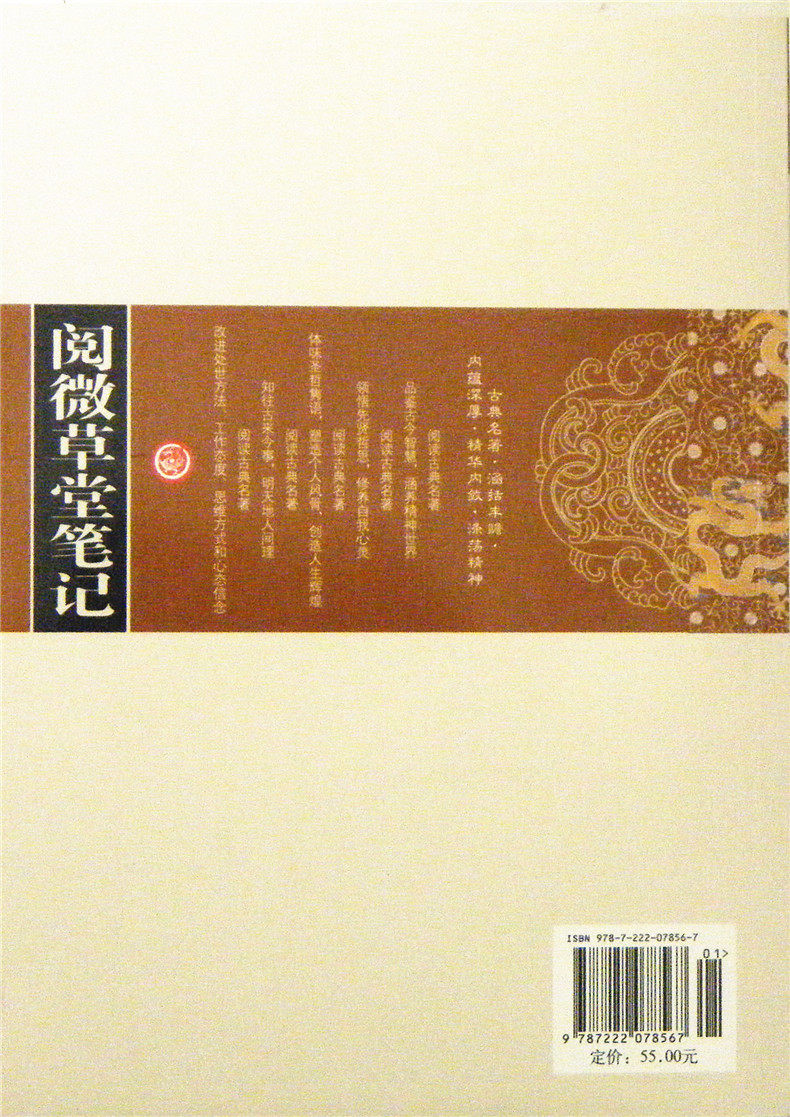 古典名著·涵括丰赡·
内蕴深厚·精华内敛·涤荡精神
阅读古典名著
品鉴古今智慧，涵养精神世界
阅读古典名著
领悟先贤哲思，修养自我心灵
阅读古典名著
体味圣哲隽语，塑造个人风骨，创造人生辉煌
阅读古典名著
知往古来今事，明天地人间理
阅读古典名著
改进处世方法、工作态度、思维方式和心态信念
阅微草堂笔记
ISBN 978-7-222-07856-7
01>
9 787222 078567
定价：55.00元